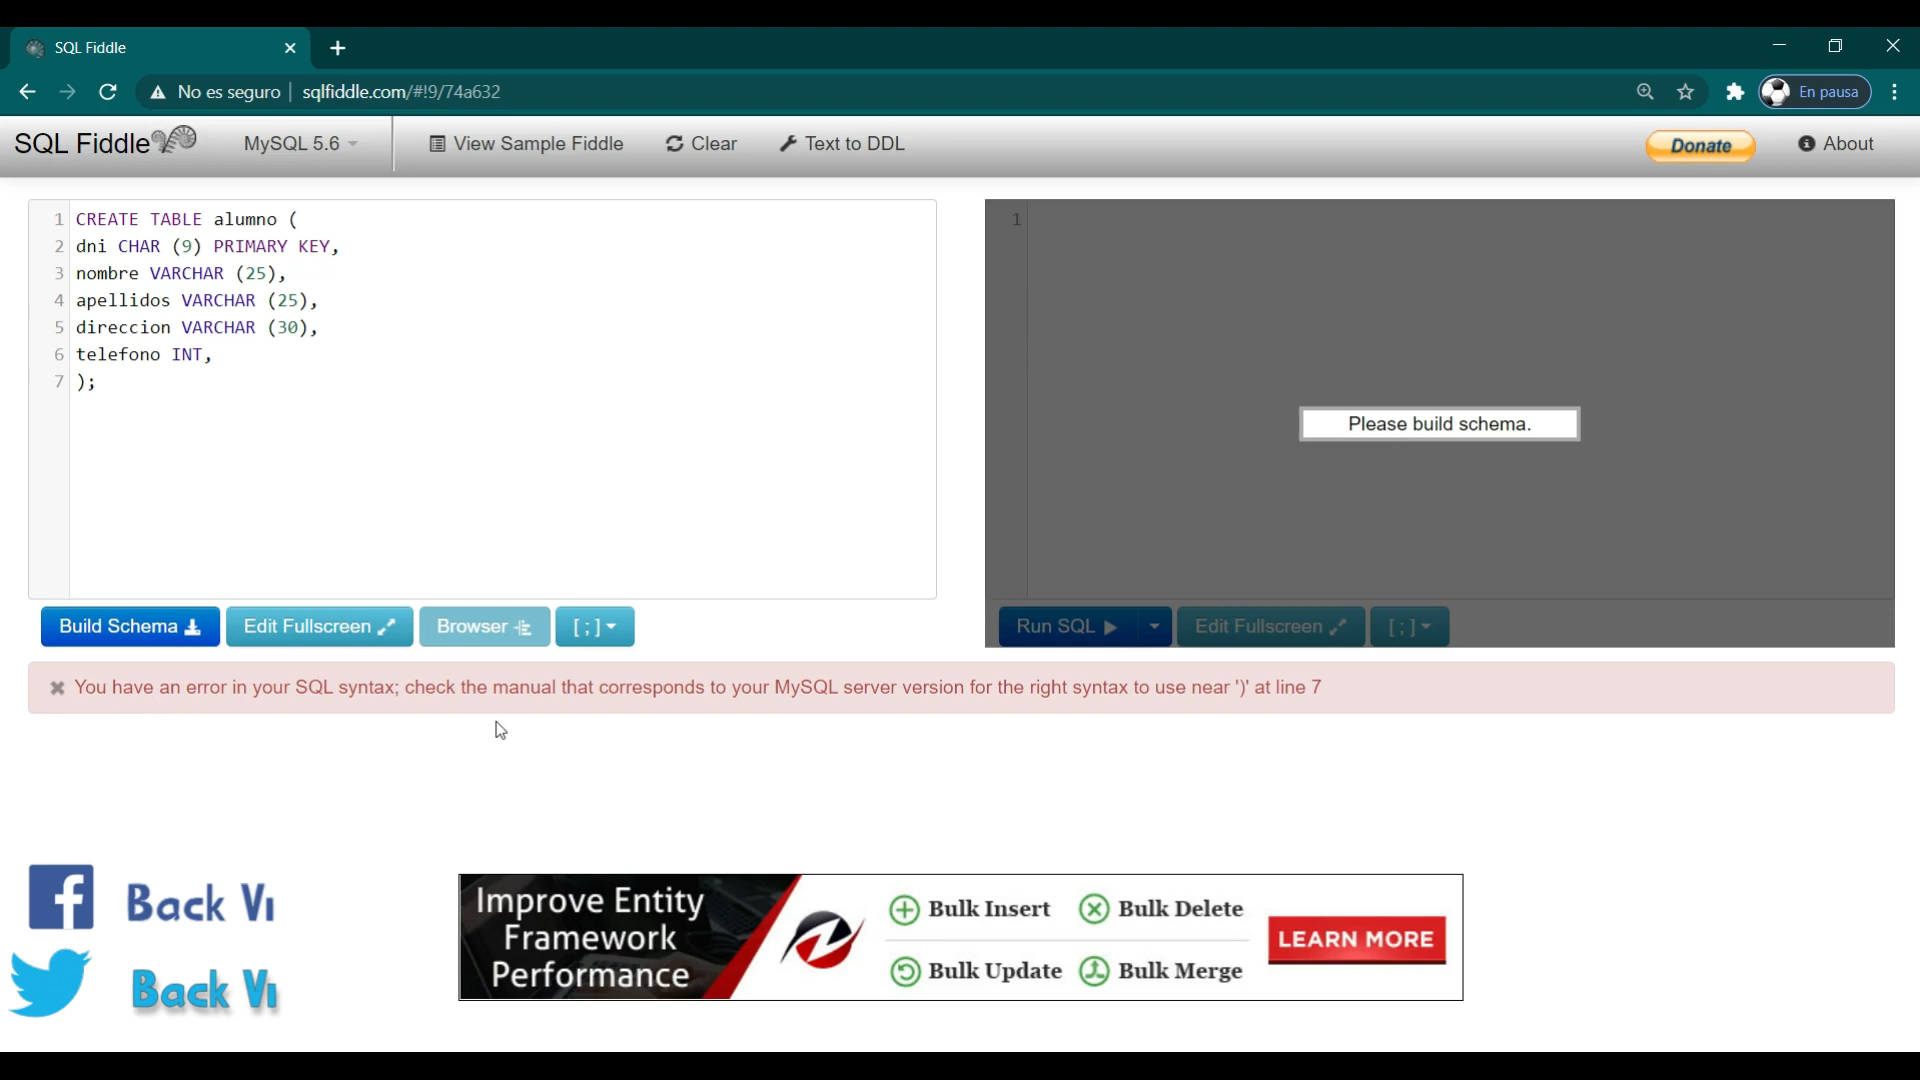 SQL Fiddle
No es seguro | sqlfiddle.com/#!9/74a632
En pausa
SQL Fiddle
MySQL 5.6
View Sample Fiddle
Clear
Text to DDL
Donate
About
1 CREATE TABLE alumno (
2 dni CHAR (9) PRIMARY KEY,
3 nombre VARCHAR (25),
4 apellidos VARCHAR (25),
5 direccion VARCHAR (30),
6 telefono INT,
7 );
1
Please build schema.
Build Schema
Edit Fullscreen
Browser
[ ; ]
Run SQL
Edit Fullscreen
[ ; ]
You have an error in your SQL syntax; check the manual that corresponds to your MySQL server version for the right syntax to use near ')' at line 7
Back Vi
Back Vi
Improve Entity
Framework
Performance
Bulk Insert
Bulk Delete
Bulk Update
Bulk Merge
LEARN MORE